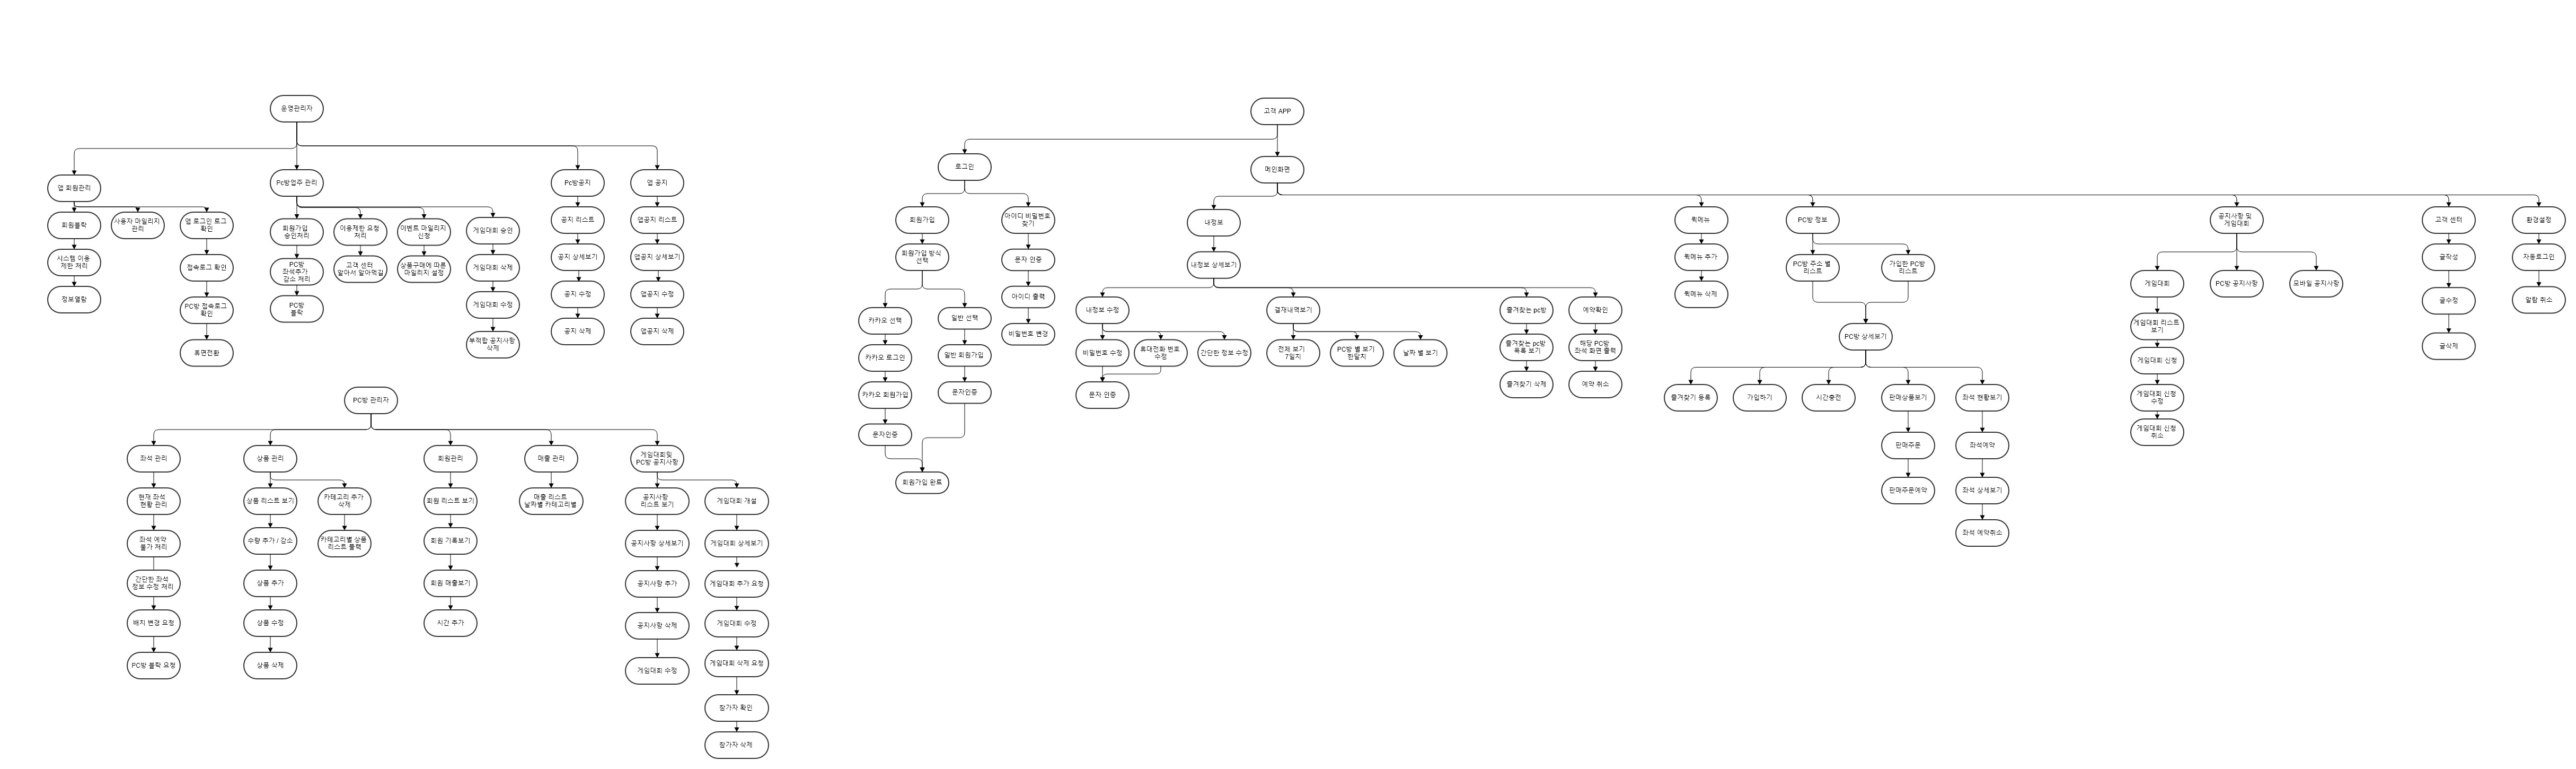 운영관리자
앱 회원관리
Pc방업주 관리
Pc방공지
앱 공지
회원블락
사용자 마일리지
관리
앱 로그인 로그
확인
회원가입
승인처리
이용제한 요청
처리
이벤트 마일리지
신청
게임대회 승인
공지 리스트
앱공지 리스트
시스템 이용
제한 처리
접속로그 확인
PC방
좌석추가
감소 처리
고객 센터
알아서 알아먹길
상품구매에 따른
마일리지 설정
게임대회 삭제
공지 상세보기
앱공지 상세보기
정보열람
PC방 접속로그
확인
PC방
블락
게임대회 수정
공지 수정
앱공지 수정
휴면전환
부적합 공지사항
삭제
공지 삭제
앱공지 삭제
PC방 관리자
좌석 관리
상품 관리
회원관리
매출 관리
게임대회및
PC방 공지사항
현재 좌석
현황 관리
상품 리스트 보기
카테고리 추가
삭제
회원 리스트 보기
매출 리스트
날짜별 카테고리별
공지사항
리스트 보기
게임대회 개설
좌석 예약
불가 처리
수량 추가 / 감소
카테고리별 상품
리스트 풀력
회원 기록보기
공지사항 상세보기
게임대회 상세보기
간단한 좌석
정보 수정 처리
상품 추가
회원 매출보기
공지사항 추가
게임대회 추가 요청
배치 변경 요청
상품 수정
시간 추가
공지사항 삭제
게임대회 수정
PC방 블락 요청
상품 삭제
게임대회 수정
게임대회 삭제 요청
참가자 확인
참가자 삭제
고객 APP
로그인
메인화면
회원가입
아이디 비밀번호
찾기
회원가입 방식
선택
문자 인증
아이디 출력
비밀번호 변경
카카오 선택
일반 선택
카카오 로그인
일반 회원가입
카카오 회원가입
문자인증
문자인증
회원가입 완료
내정보
내정보 상세보기
내정보 수정
결재내역보기
즐겨찾는 pc방
예약확인
비밀번호 수정
휴대전화 번호
수정
간단한 정보 수정
전체 보기
7일치
PC방 별 보기
한달치
날짜 별 보기
즐겨찾는 pc방
목록 보기
해당 PC방
좌석 화면 출력
문자 인증
즐겨찾기 삭제
예약 취소
퀵메뉴
퀵메뉴 추가
퀵메뉴 삭제
PC방 정보
PC방 주소 별
리스트
가입한 PC방
리스트
PC방 상세보기
즐겨찾기 등록
가입하기
시간충전
판매상품보기
좌석 현황보기
판매주문
좌석예약
판매주문예약
좌석 상세보기
좌석 예약취소
공지사항 및
게임대회
게임대회
PC방 공지사항
모바일 공지사항
게임대회 리스트
보기
게임대회 신청
게임대회 신청
수정
게임대회 신청
취소
고객 센터
글작성
글수정
글삭제
환경설정
자동로그인
알람 취소